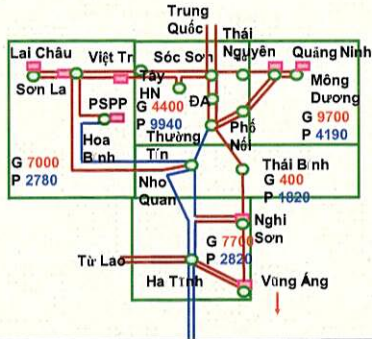 Trung
Quốc
Thái
Nguyên
Lai Châu
Việt Tr
Sóc Sơn
Quảng Ninh
Sơn La
Tây
HN
Mông
Dương
PSPP
G 4400
ĐA
G 9700
P 9940
Phố
Nối
P 4190
Hoa
Bình
Thường
Tín
G 7000
P 2780
Nho
Quan
Thái Bình
G 400
P 1820
Nghi
Sơn
G 7700
P 2820
Từ Lao
Ha Tĩnh
Vũng Áng